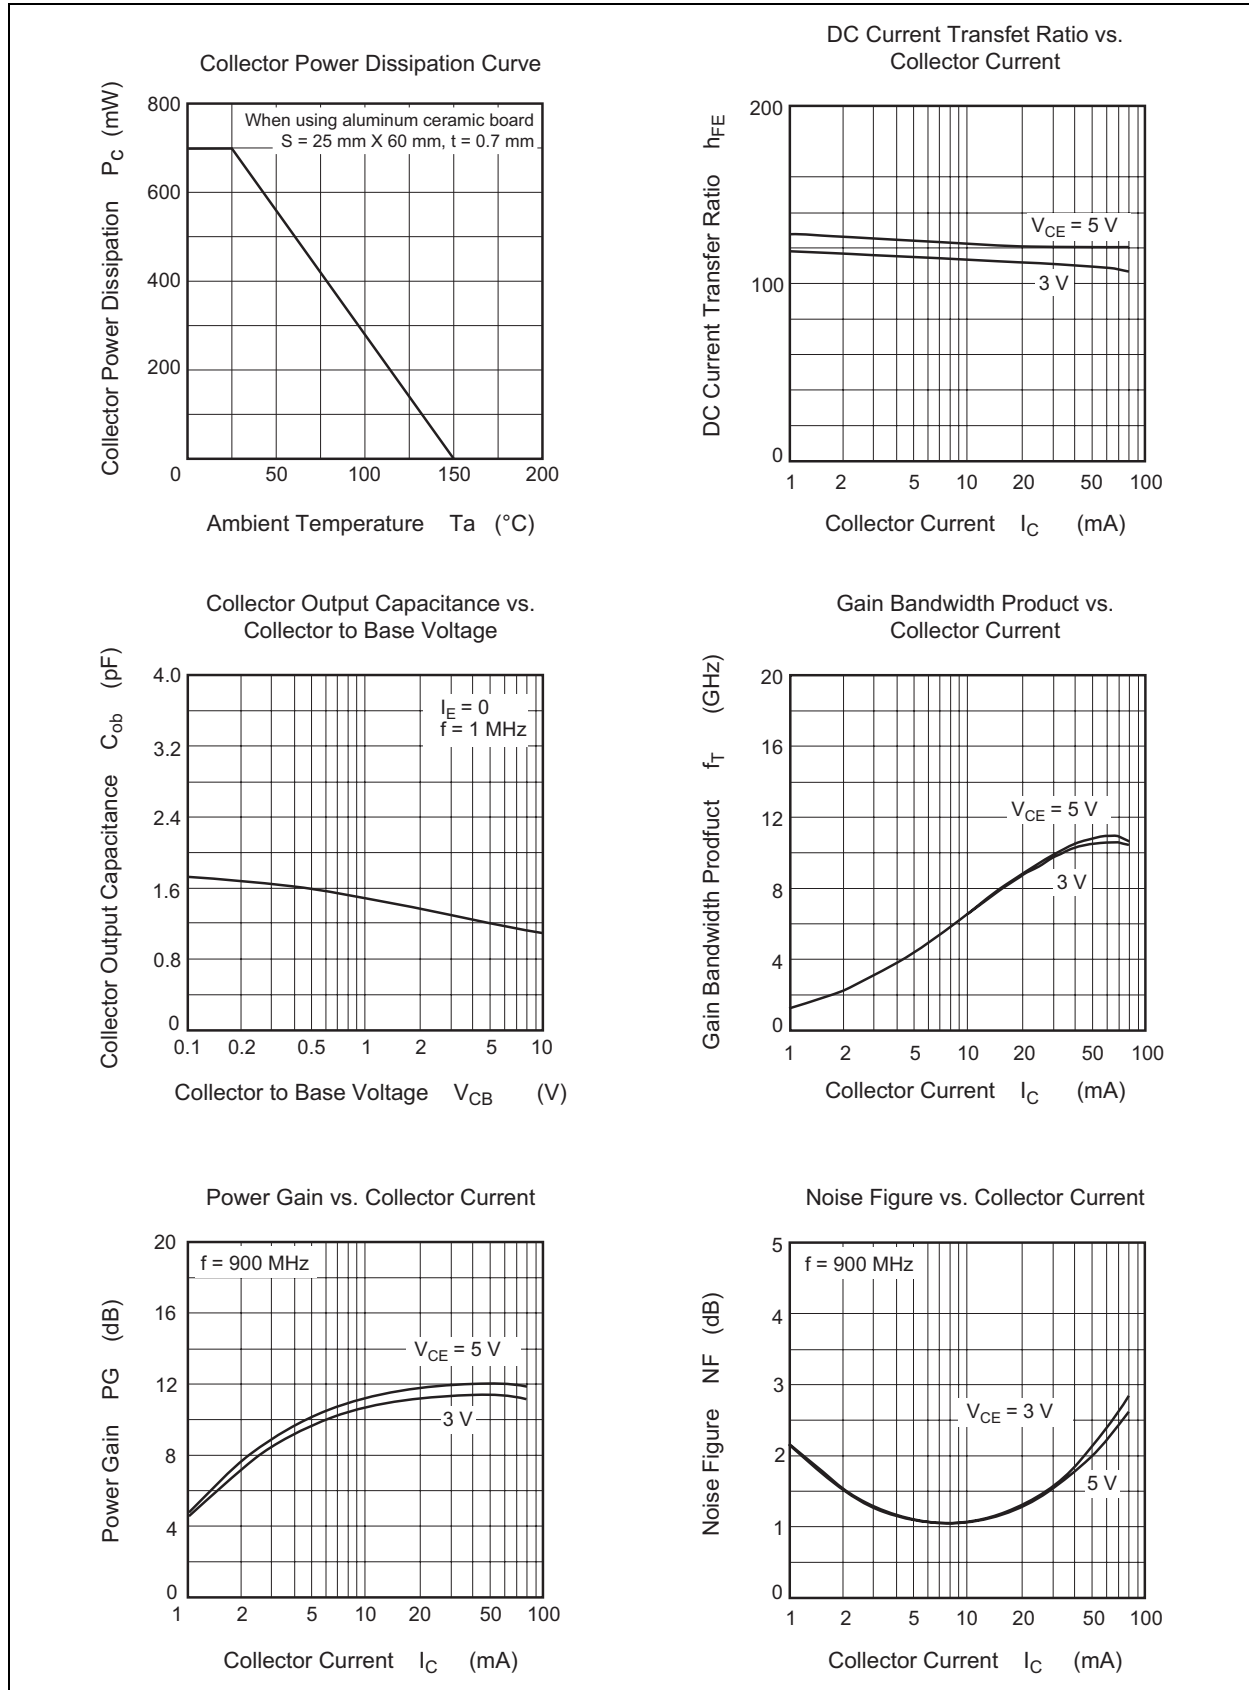 Collector Power Dissipation Curve
Collector Power Dissipation P_C (mW)
800
600
400
200
0
When using aluminum ceramic board
S = 25 mm X 60 mm, t = 0.7 mm
50 100 150 200
Ambient Temperature Ta (°C)
DC Current Transfet Ratio vs.
Collector Current
DC Current Transfer Ratio h_FE
200
100
0
V_CE = 5 V
3 V
1 2 5 10 20 50 100
Collector Current I_C (mA)
Collector Output Capacitance vs.
Collector to Base Voltage
Collector Output Capacitance C_ob (pF)
4.0
3.2
2.4
1.6
0.8
0
I_E = 0
f = 1 MHz
0.1 0.2 0.5 1 2 5 10
Collector to Base Voltage V_CB (V)
Gain Bandwidth Product vs.
Collector Current
Gain Bandwidth Prodfuct f_T (GHz)
20
16
12
8
4
0
V_CE = 5 V
3 V
1 2 5 10 20 50 100
Collector Current I_C (mA)
Power Gain vs. Collector Current
Power Gain PG (dB)
20
16
12
8
4
0
f = 900 MHz
V_CE = 5 V
3 V
1 2 5 10 20 50 100
Collector Current I_C (mA)
Noise Figure vs. Collector Current
Noise Figure NF (dB)
5
4
3
2
1
0
f = 900 MHz
V_CE = 3 V
5 V
1 2 5 10 20 50 100
Collector Current I_C (mA)